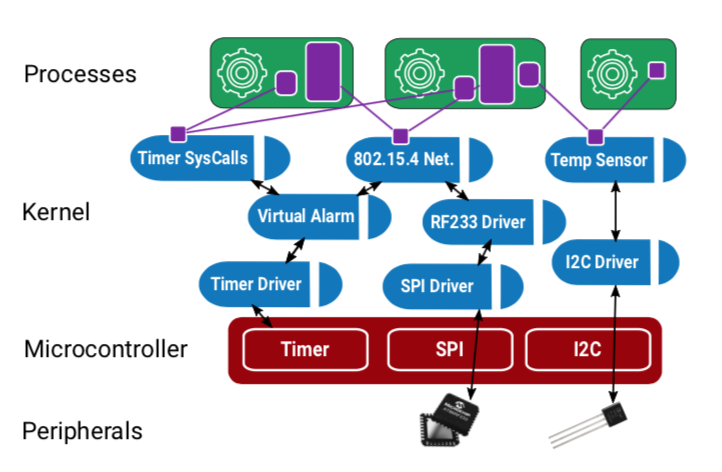 Processes
Timer SysCalls
802.15.4 Net.
Temp Sensor
Kernel
Virtual Alarm
RF233 Driver
I2C Driver
Timer Driver
SPI Driver
Microcontroller
Timer
SPI
I2C
Peripherals